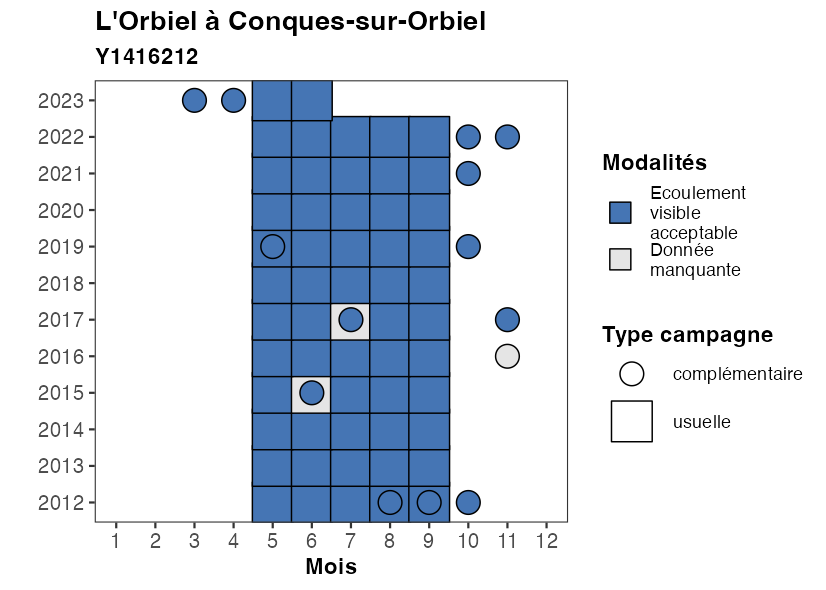 L'Orbiel à Conques-sur-Orbiel
Y1416212
2023
2022
2021
2020
2019
2018
2017
2016
2015
2014
2013
2012
1 2 3 4 5 6 7 8 9 10 11 12
Mois
Modalités
Ecoulement
visible
acceptable
Donnée
manquante
Type campagne
complémentaire
usuelle